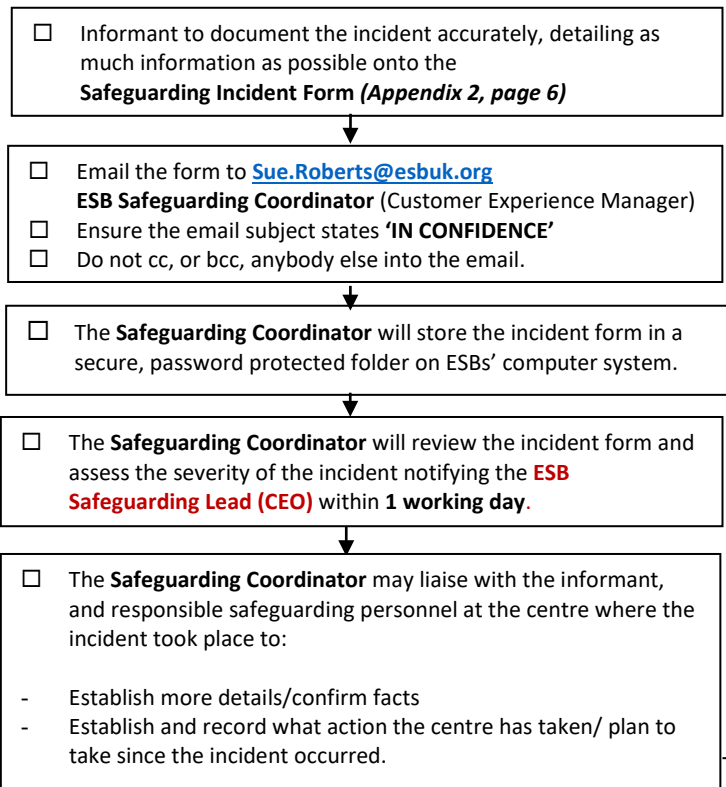 ☐ Informant to document the incident accurately, detailing as
much information as possible onto the
Safeguarding Incident Form (Appendix 2, page 6)
☐ Email the form to Sue.Roberts@esbuk.org
ESB Safeguarding Coordinator (Customer Experience Manager)
☐ Ensure the email subject states ‘IN CONFIDENCE’
☐ Do not cc, or bcc, anybody else into the email.
☐ The Safeguarding Coordinator will store the incident form in a
secure, password protected folder on ESBs’ computer system.
☐ The Safeguarding Coordinator will review the incident form and
assess the severity of the incident notifying the ESB
Safeguarding Lead (CEO) within 1 working day.
☐ The Safeguarding Coordinator may liaise with the informant,
and responsible safeguarding personnel at the centre where the
incident took place to:
- Establish more details/confirm facts
- Establish and record what action the centre has taken/ plan to
take since the incident occurred.